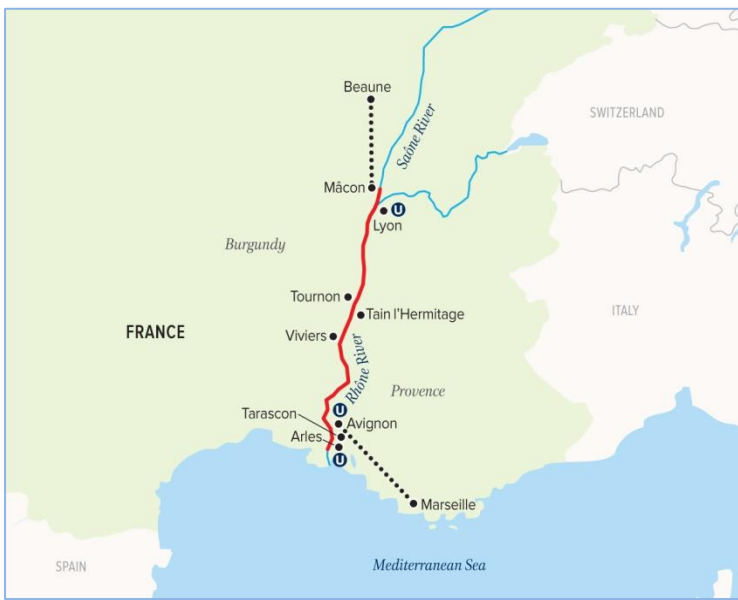 Beaune
Saône River
SWITZERLAND
Mâcon
U
Lyon
Burgundy
Tournon
Tain l'Hermitage
ITALY
FRANCE
Viviers
Rhône River
Provence
U
Tarascon
Avignon
Arles
U
Marseille
SPAIN
Mediterranean Sea